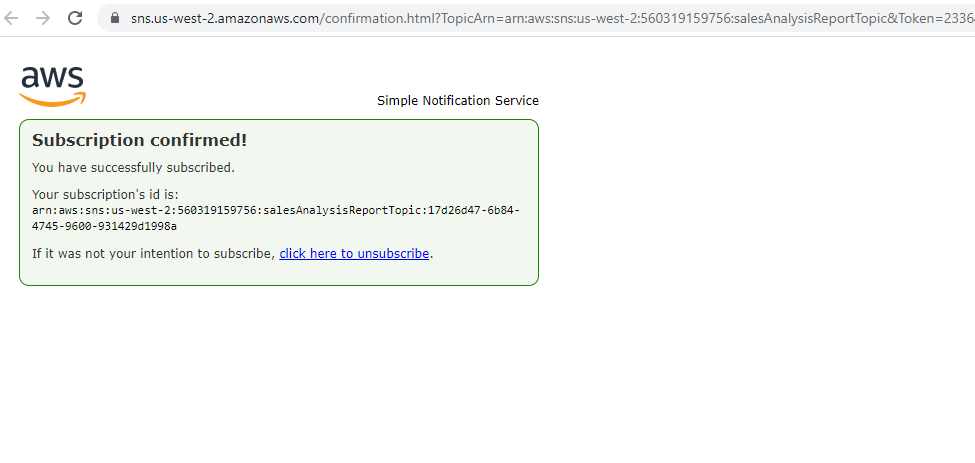 sns.us-west-2.amazonaws.com/confirmation.html?TopicArn=arn:aws:sns:us-west-2:560319159756:salesAnalysisReportTopic&Token=2336
aws
Simple Notification Service
Subscription confirmed!
You have successfully subscribed.
Your subscription's id is:
arn:aws:sns:us-west-2:560319159756:salesAnalysisReportTopic:17d26d47-6b84-
4745-9600-931429d1998a
If it was not your intention to subscribe, click here to unsubscribe.